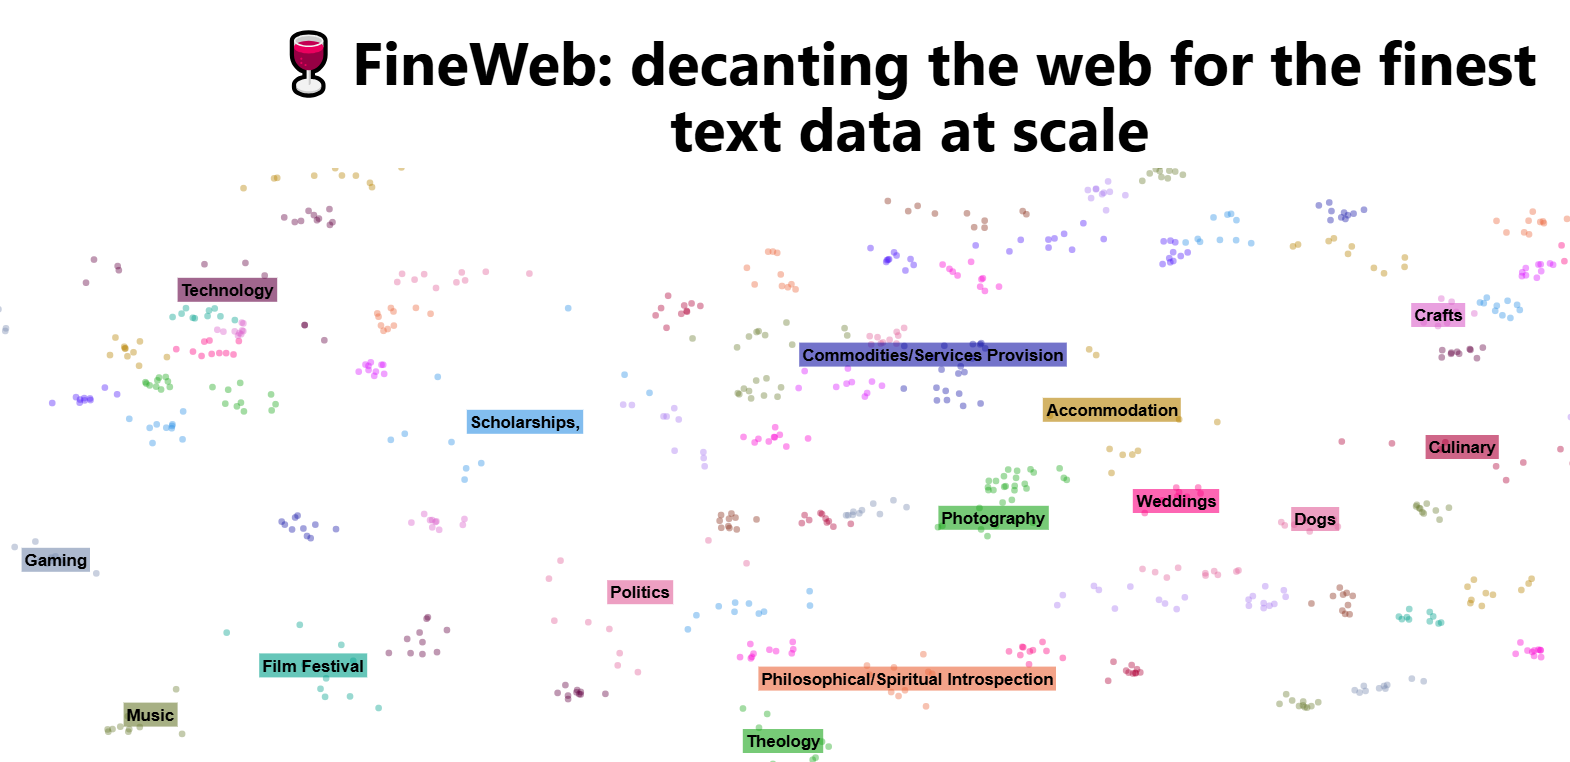 FineWeb: decanting the web for the finest
text data at scale
Technology
Crafts
Commodities/Services Provision
Accommodation
Scholarships,
Culinary
Weddings
Photography
Dogs
Gaming
Politics
Film Festival
Philosophical/Spiritual Introspection
Music
Theology